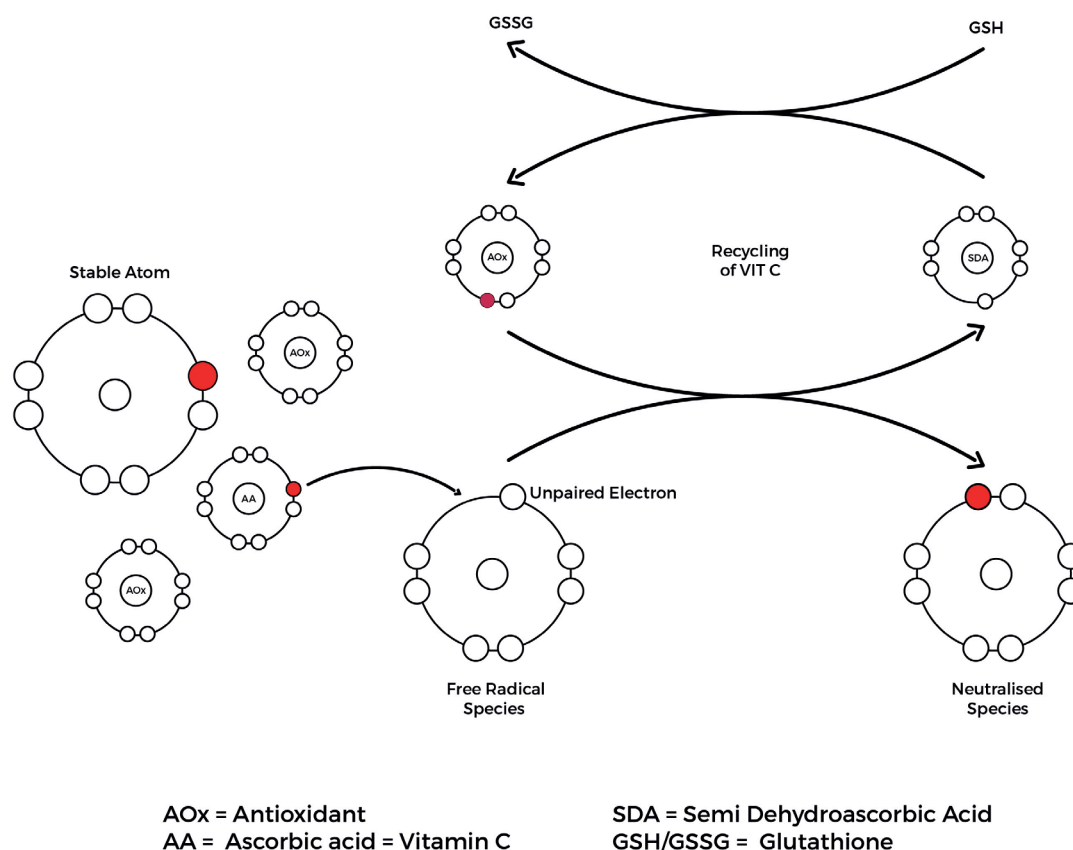 GSSG
GSH
AOx
Recycling
of VIT C
SDA
Stable Atom
AOx
AA
Unpaired Electron
AOx
Free Radical
Species
Neutralised
Species
AOx = Antioxidant
AA = Ascorbic acid = Vitamin C
SDA = Semi Dehydroascorbic Acid
GSH/GSSG = Glutathione